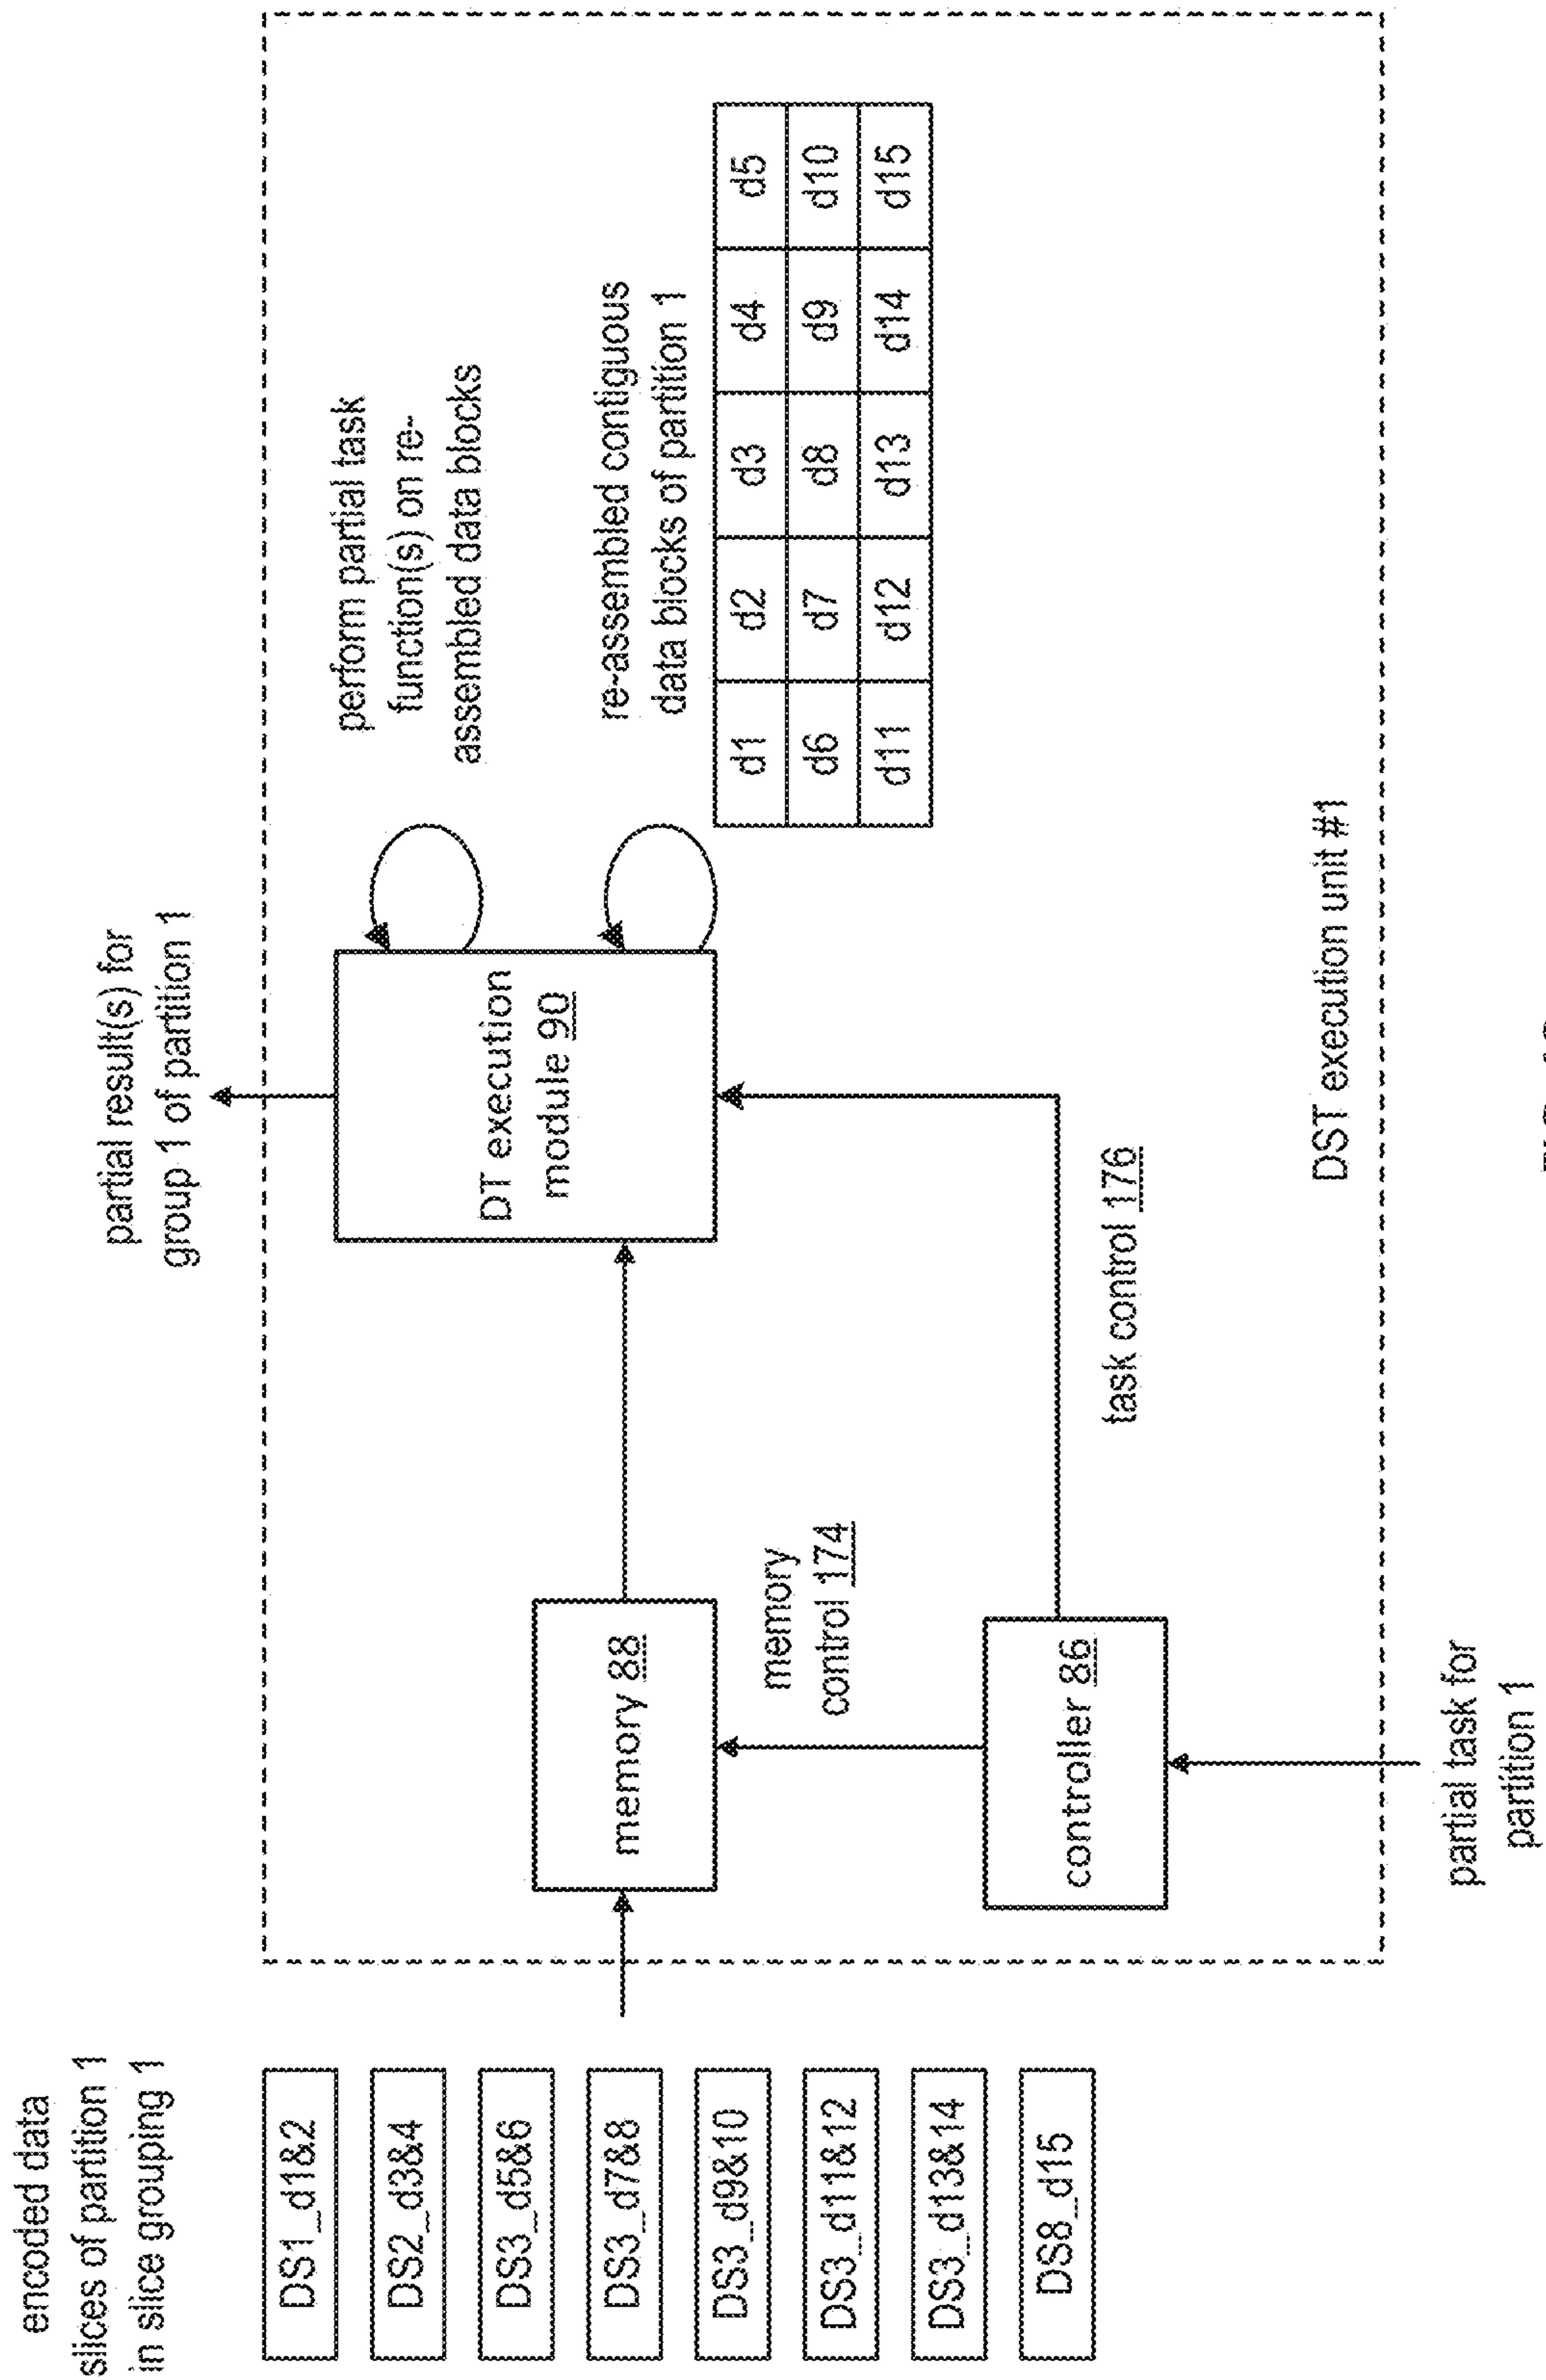 encoded data
slices of partition 1
in slice grouping 1
DS1_d1&2
DS2_d3&4
DS3_d5&6
DS3_d7&8
DS3_d9&10
DS3_d11&12
DS3_d13&14
DS8_d15
partial result(s) for
group 1 of partition 1
memory 88
DT execution
module 90
perform partial task
function(s) on re-
assembled data blocks
re-assembled contiguous
data blocks of partition 1
d1 d2 d3 d4 d5
d6 d7 d8 d9 d10
d11 d12 d13 d14 d15
memory
control 174
controller 86
task control 176
DST execution unit #1
partial task for
partition 1